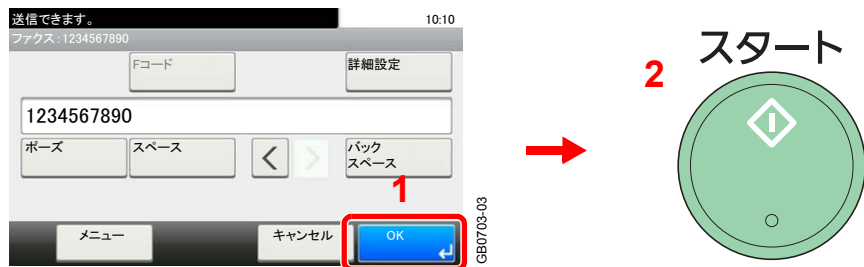 送信できます。 10:10
ファクス : 1234567890
Fコード 詳細設定
1234567890
ポーズ スペース バック
スペース
メニュー キャンセル OK
1
GB0703-03
2
スタート